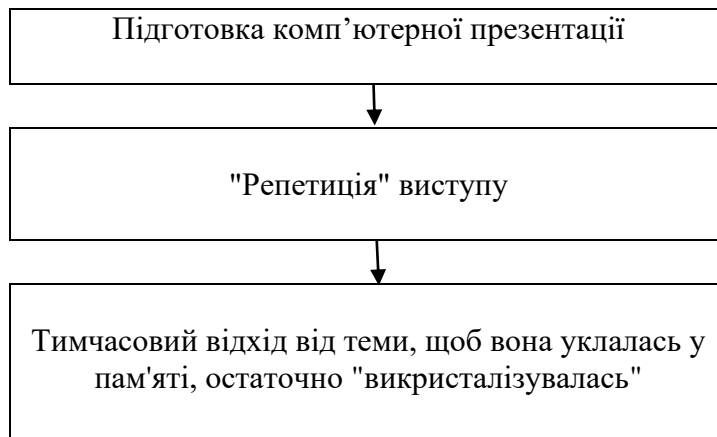 Підготовка комп’ютерної презентації
"Репетиція" виступу
Тимчасовий відхід від теми, щоб вона уклалась у
пам'яті, остаточно "викристалізувалась"